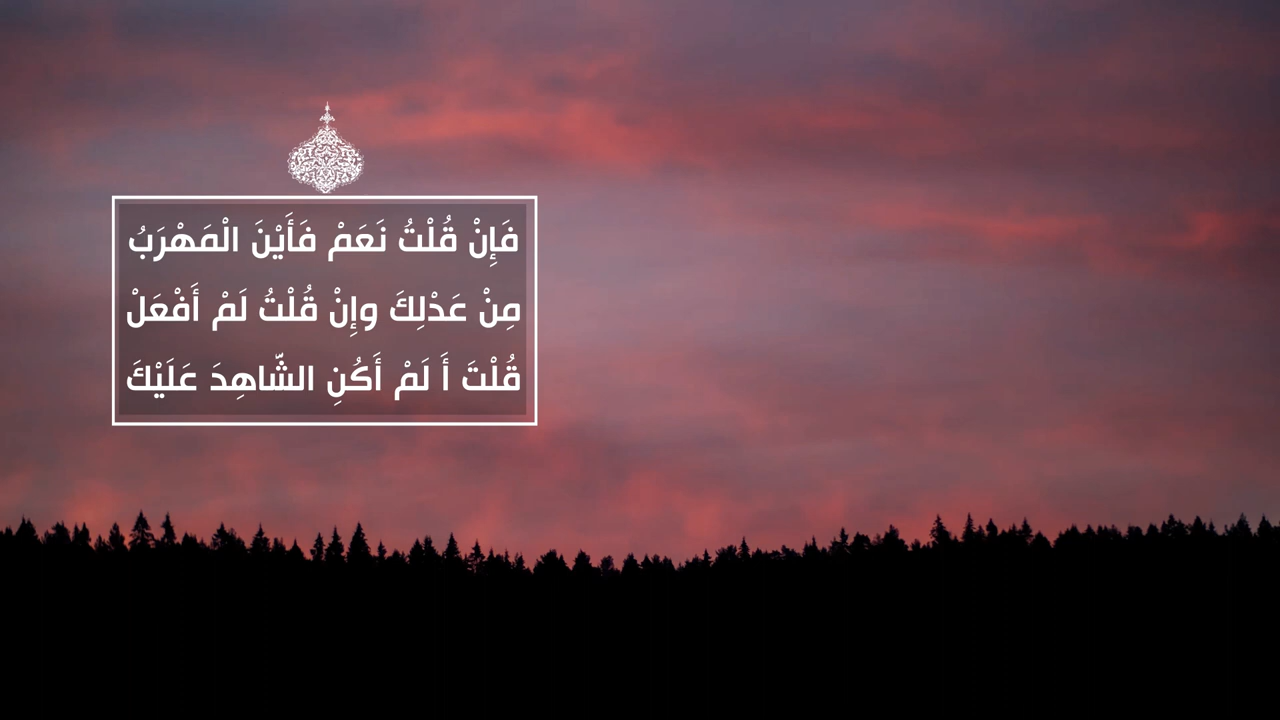 فَإِنْ قُلْتُ نَعَمْ فَأَيْنَ الْمَهْرَبُ
مِنْ عَدْلِكَ وإِنْ قُلْتُ لَمْ أَفْعَلْ
قُلْتَ أَ لَمْ أَكُنِ الشّاهِدَ عَلَيْكَ